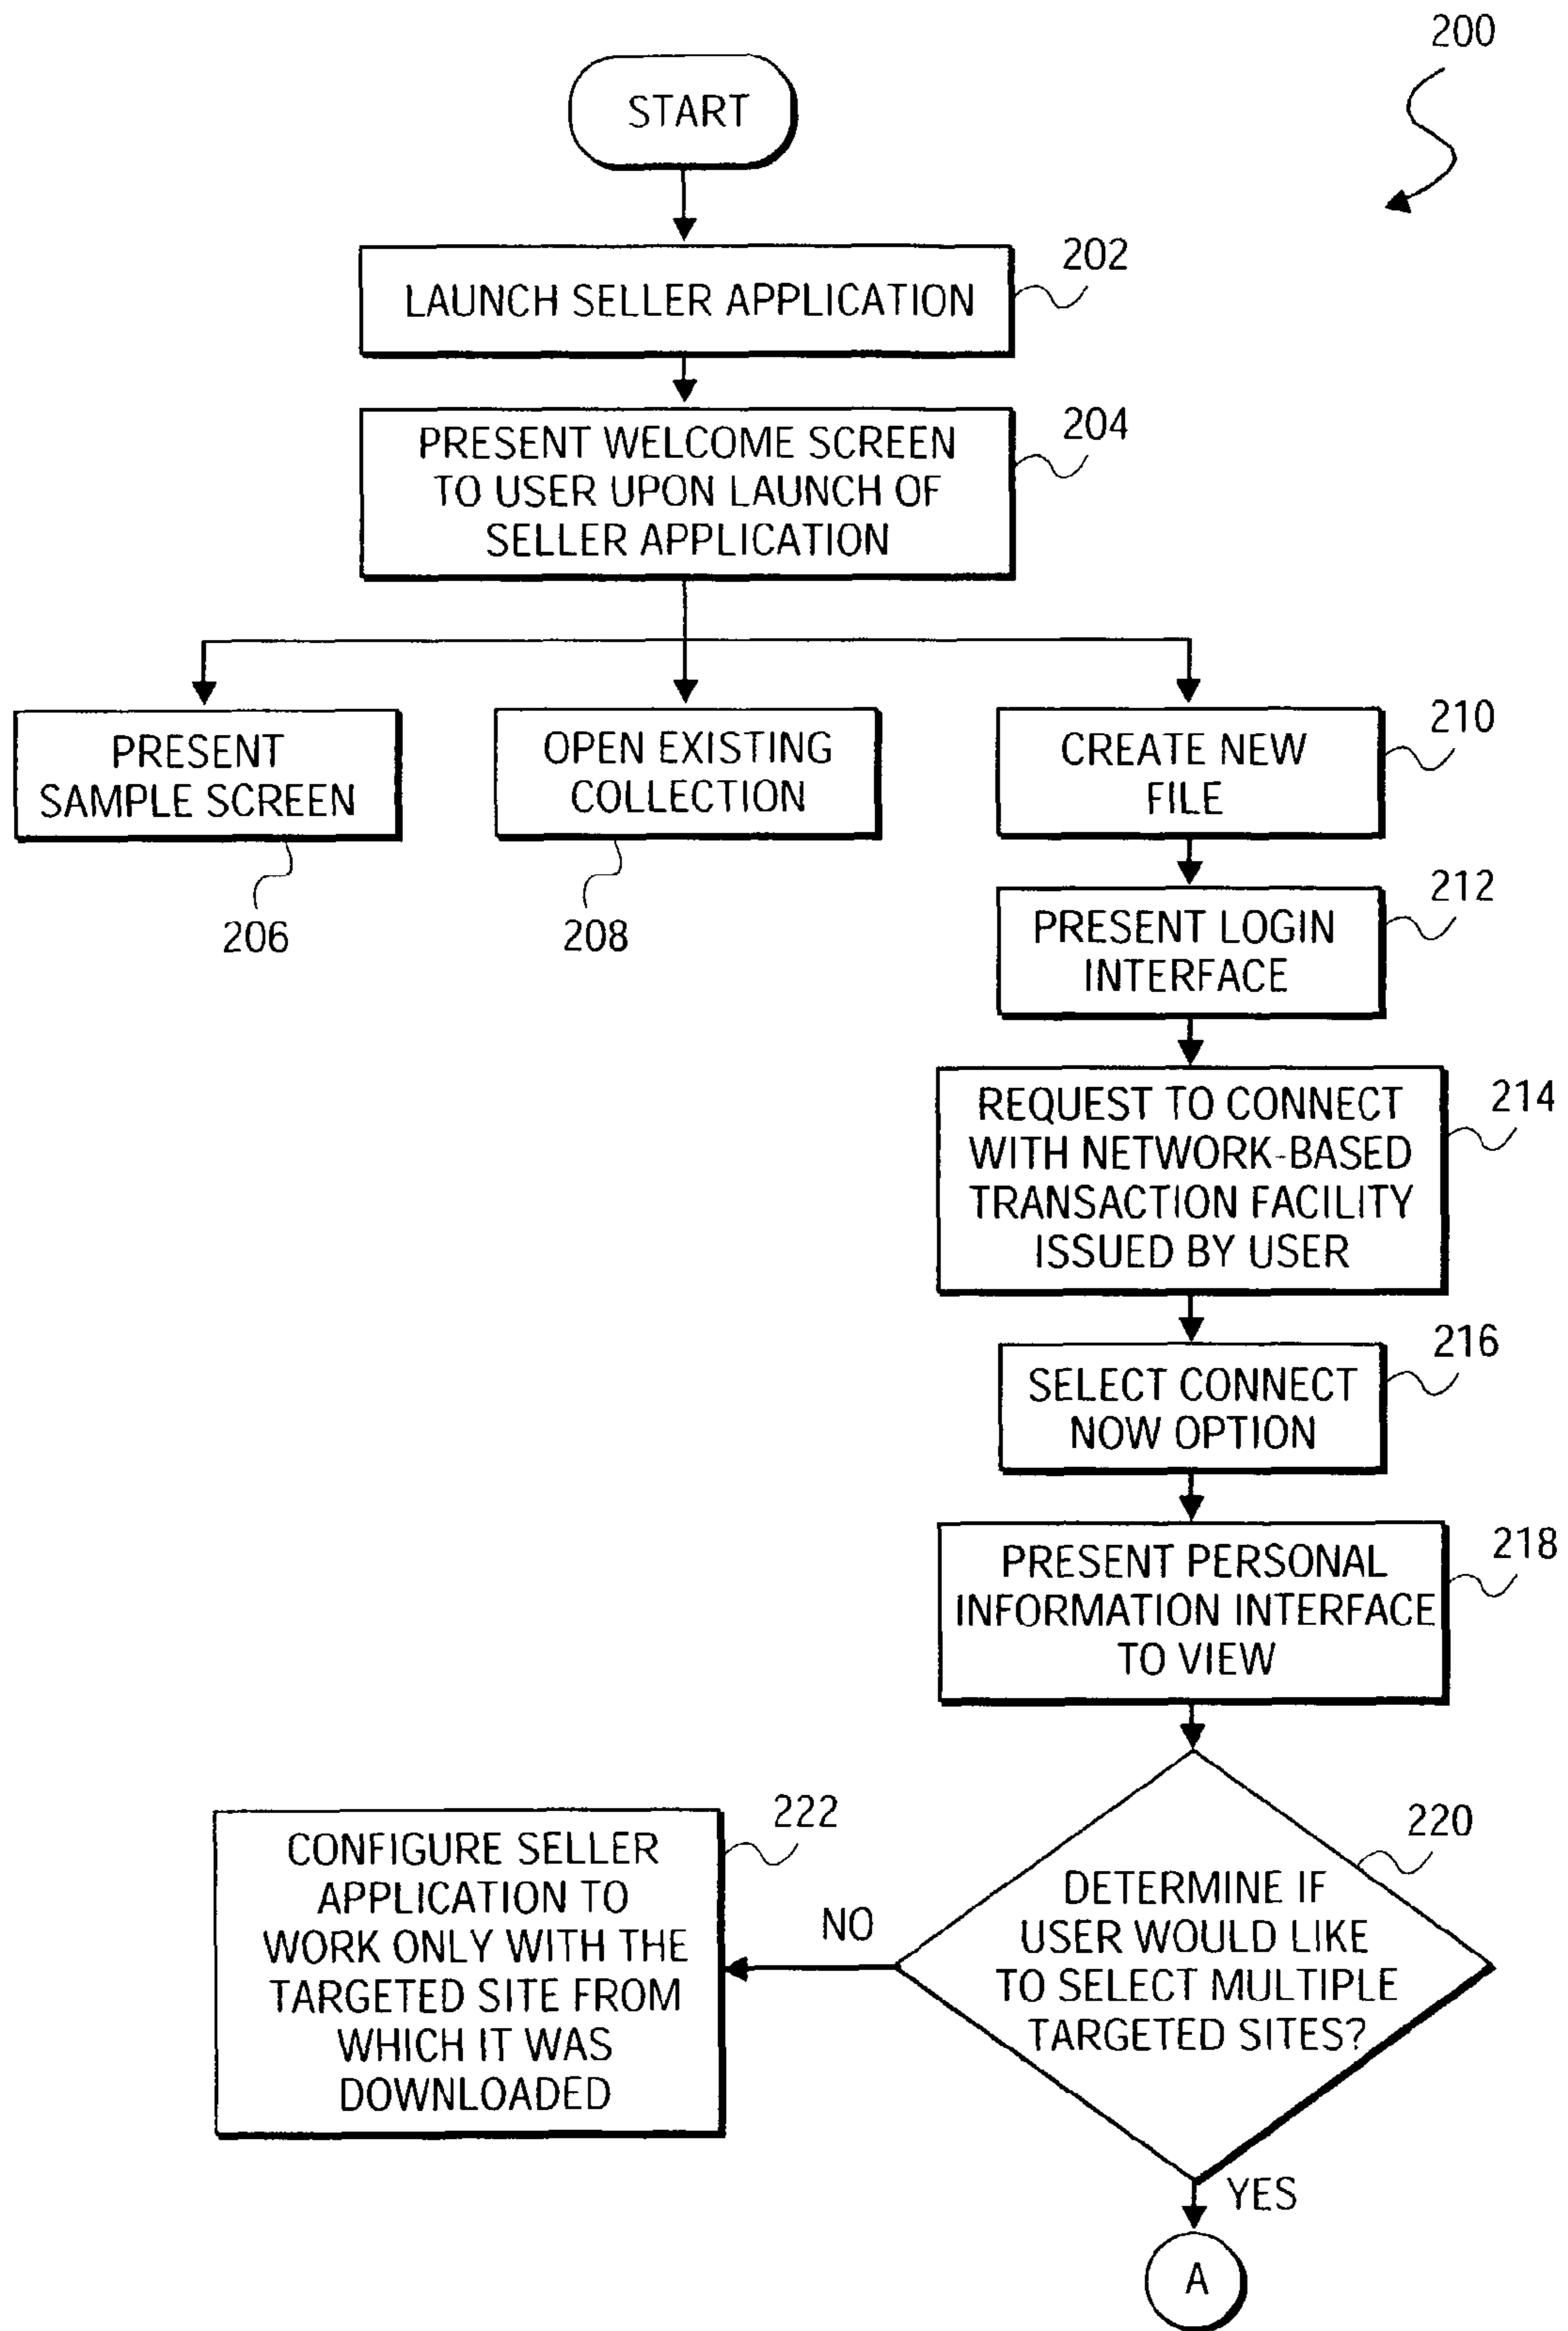 200
START
202
LAUNCH SELLER APPLICATION
204
PRESENT WELCOME SCREEN
TO USER UPON LAUNCH OF
SELLER APPLICATION
PRESENT
SAMPLE SCREEN
206
OPEN EXISTING
COLLECTION
208
210
CREATE NEW
FILE
212
PRESENT LOGIN
INTERFACE
214
REQUEST TO CONNECT
WITH NETWORK-BASED
TRANSACTION FACILITY
ISSUED BY USER
216
SELECT CONNECT
NOW OPTION
218
PRESENT PERSONAL
INFORMATION INTERFACE
TO VIEW
220
DETERMINE IF
USER WOULD LIKE
TO SELECT MULTIPLE
TARGETED SITES?
NO
222
CONFIGURE SELLER
APPLICATION TO
WORK ONLY WITH THE
TARGETED SITE FROM
WHICH IT WAS
DOWNLOADED
YES
A